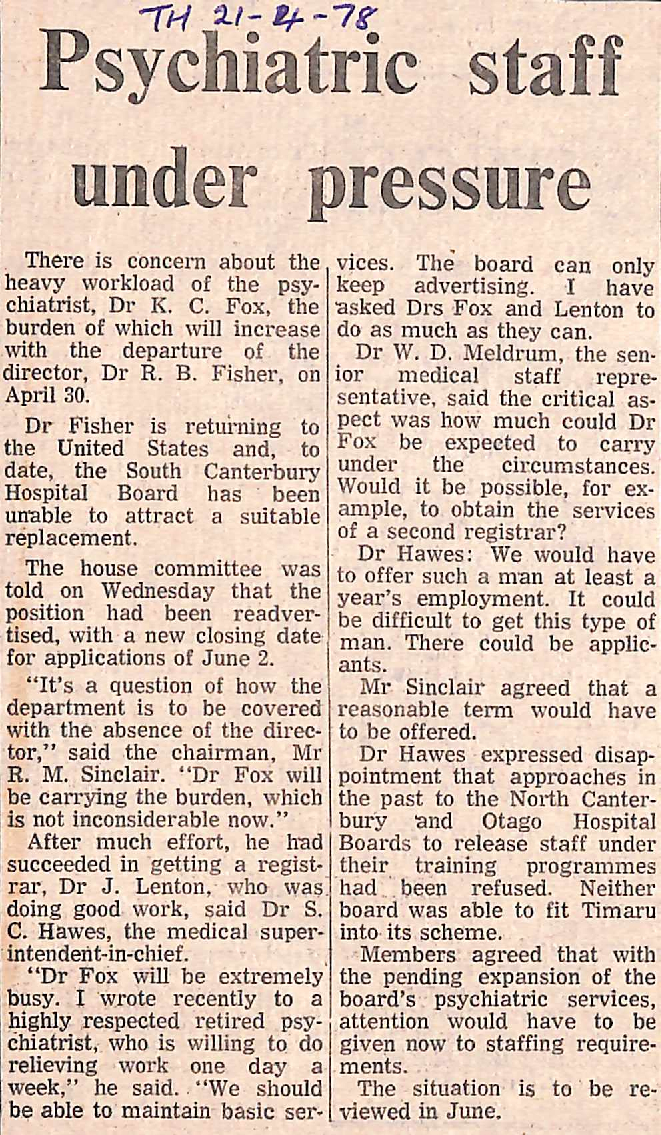 TH 21-4-78
Psychiatric staff
under pressure
There is concern about the
heavy workload of the psy-
chiatrist, Dr K. C. Fox, the
burden of which will increase
with the departure of the
director, Dr R. B. Fisher, on
April 30.
Dr Fisher is returning to
the United States and, to
date, the South Canterbury
Hospital Board has been
unable to attract a suitable
replacement.
The house committee was
told on Wednesday that the
position had been readver-
tised, with a new closing date
for applications of June 2.
"It's a question of how the
department is to be covered
with the absence of the direc-
tor," said the chairman, Mr
R. M. Sinclair. "Dr Fox will
be carrying the burden, which
is not inconsiderable now."
After much effort, he had
succeeded in getting a regist-
rar, Dr J. Lenton, who was
doing good work, said Dr S.
C. Hawes, the medical super-
intendent-in-chief.
"Dr Fox will be extremely
busy. I wrote recently to a
highly respected retired psy-
chiatrist, who is willing to do
relieving work one day a
week," he said. "We should
be able to maintain basic ser-
vices. The board can only
keep advertising. I have
asked Drs Fox and Lenton to
do as much as they can.
Dr W. D. Meldrum, the sen-
ior medical staff repre-
sentative, said the critical as-
pect was how much could Dr
Fox be expected to carry
under the circumstances.
Would it be possible, for ex-
ample, to obtain the services
of a second registrar?
Dr Hawes: We would have
to offer such a man at least a
year's employment. It could
be difficult to get this type of
man. There could be applic-
ants.
Mr Sinclair agreed that a
reasonable term would have
to be offered.
Dr Hawes expressed disap-
pointment that approaches in
the past to the North Canter-
bury and Otago Hospital
Boards to release staff under
their training programmes
had been refused. Neither
board was able to fit Timaru
into its scheme.
Members agreed that with
the pending expansion of the
board's psychiatric services,
attention would have to be
given now to staffing require-
ments.
The situation is to be re-
viewed in June.